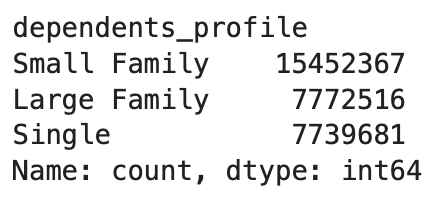 dependents_profile
Small Family    15452367
Large Family     7772516
Single           7739681
Name: count, dtype: int64